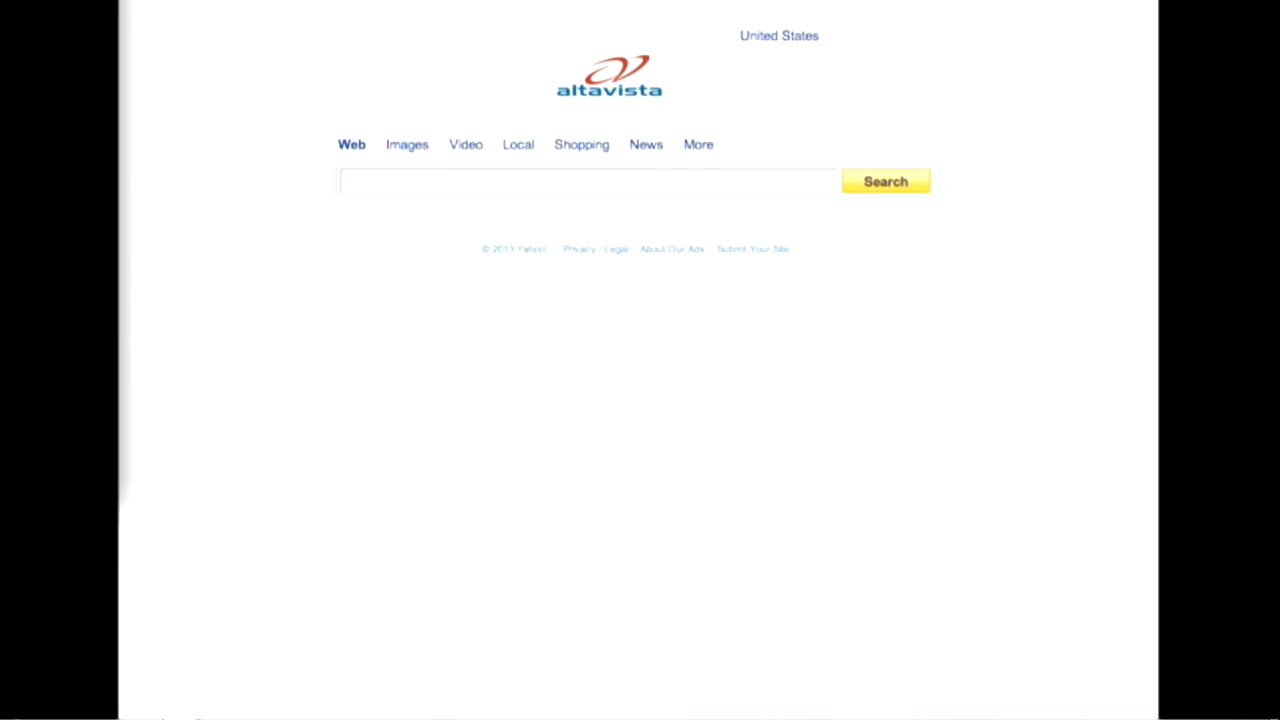 United States
altavista
Web Images Video Local Shopping News More
Search
© 2013 Yahoo! Privacy / Legal About Our Ads Submit Your Site